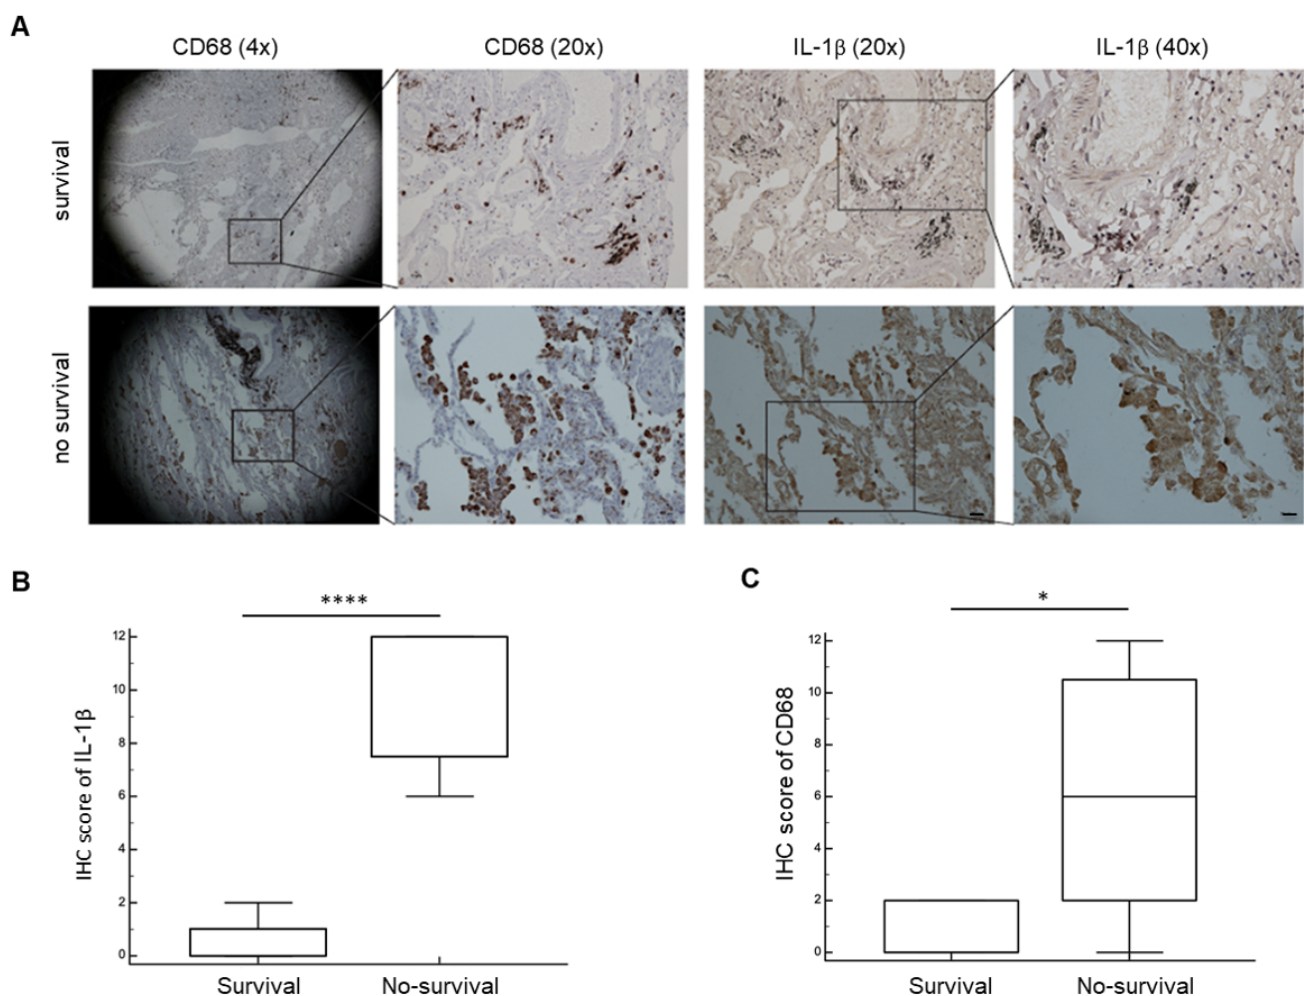 A
CD68 (4x)
CD68 (20x)
IL-1β (20x)
IL-1β (40x)
survival
no survival
B
****
IHC score of IL-1β
12
10
8
6
4
2
0
Survival
No-survival
C
*
IHC score of CD68
12
10
8
6
4
2
0
Survival
No-survival